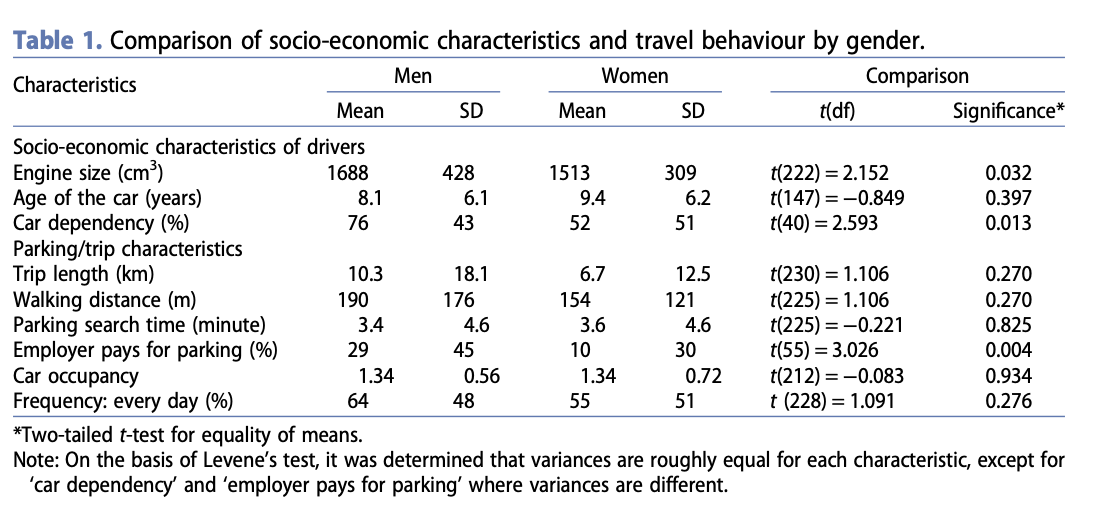 Table 1. Comparison of socio-economic characteristics and travel behaviour by gender.
Characteristics Men Women Comparison
Mean SD Mean SD t(df) Significance*
Socio-economic characteristics of drivers
Engine size (cm³) 1688 428 1513 309 t(222) = 2.152 0.032
Age of the car (years) 8.1 6.1 9.4 6.2 t(147) = −0.849 0.397
Car dependency (%) 76 43 52 51 t(40) = 2.593 0.013
Parking/trip characteristics
Trip length (km) 10.3 18.1 6.7 12.5 t(230) = 1.106 0.270
Walking distance (m) 190 176 154 121 t(225) = 1.106 0.270
Parking search time (minute) 3.4 4.6 3.6 4.6 t(225) = −0.221 0.825
Employer pays for parking (%) 29 45 10 30 t(55) = 3.026 0.004
Car occupancy 1.34 0.56 1.34 0.72 t(212) = −0.083 0.934
Frequency: every day (%) 64 48 55 51 t (228) = 1.091 0.276
*Two-tailed t-test for equality of means.
Note: On the basis of Levene's test, it was determined that variances are roughly equal for each characteristic, except for
'car dependency' and 'employer pays for parking' where variances are different.